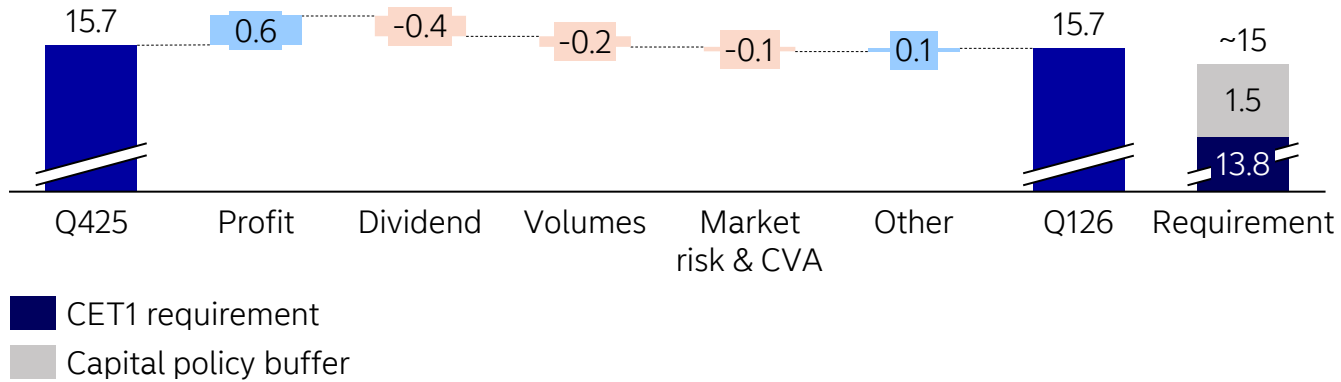 15.7
0.6
-0.4
-0.2
-0.1
0.1
15.7
~15
1.5
13.8
Q425
Profit
Dividend
Volumes
Market
risk & CVA
Other
Q126
Requirement
CET1 requirement
Capital policy buffer